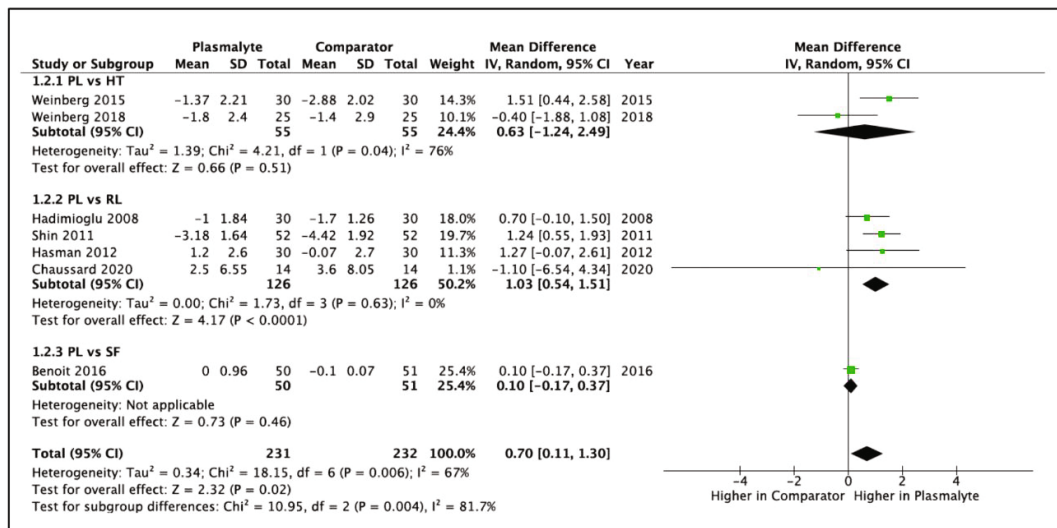 Plasmalyte Comparator Mean Difference Mean Difference
Study or Subgroup Mean SD Total Mean SD Total Weight IV, Random, 95% CI Year IV, Random, 95% CI
1.2.1 PL vs HT
Weinberg 2015 −1.37 2.21 30 −2.88 2.02 30 14.3% 1.51 [0.44, 2.58] 2015
Weinberg 2018 −1.8 2.4 25 −1.4 2.9 25 10.1% −0.40 [−1.88, 1.08] 2018
Subtotal (95% CI) 55 55 24.4% 0.63 [−1.24, 2.49]
Heterogeneity: Tau² = 1.39; Chi² = 4.21, df = 1 (P = 0.04); I² = 76%
Test for overall effect: Z = 0.66 (P = 0.51)
1.2.2 PL vs RL
Hadimioglu 2008 −1 1.84 30 −1.7 1.26 30 18.0% 0.70 [−0.10, 1.50] 2008
Shin 2011 −3.18 1.64 52 −4.42 1.92 52 19.7% 1.24 [0.55, 1.93] 2011
Hasman 2012 1.2 2.6 30 −0.07 2.7 30 11.3% 1.27 [−0.07, 2.61] 2012
Chaussard 2020 2.5 6.55 14 3.6 8.05 14 1.1% −1.10 [−6.54, 4.34] 2020
Subtotal (95% CI) 126 126 50.2% 1.03 [0.54, 1.51]
Heterogeneity: Tau² = 0.00; Chi² = 1.73, df = 3 (P = 0.63); I² = 0%
Test for overall effect: Z = 4.17 (P < 0.0001)
1.2.3 PL vs SF
Benoit 2016 0 0.96 50 −0.1 0.07 51 25.4% 0.10 [−0.17, 0.37] 2016
Subtotal (95% CI) 50 51 25.4% 0.10 [−0.17, 0.37]
Heterogeneity: Not applicable
Test for overall effect: Z = 0.73 (P = 0.46)
Total (95% CI) 231 232 100.0% 0.70 [0.11, 1.30]
Heterogeneity: Tau² = 0.34; Chi² = 18.15, df = 6 (P = 0.006); I² = 67%
Test for overall effect: Z = 2.32 (P = 0.02)
Test for subgroup differences: Chi² = 10.95, df = 2 (P = 0.004), I² = 81.7%
−4 −2 0 2 4
Higher in Comparator Higher in Plasmalyte